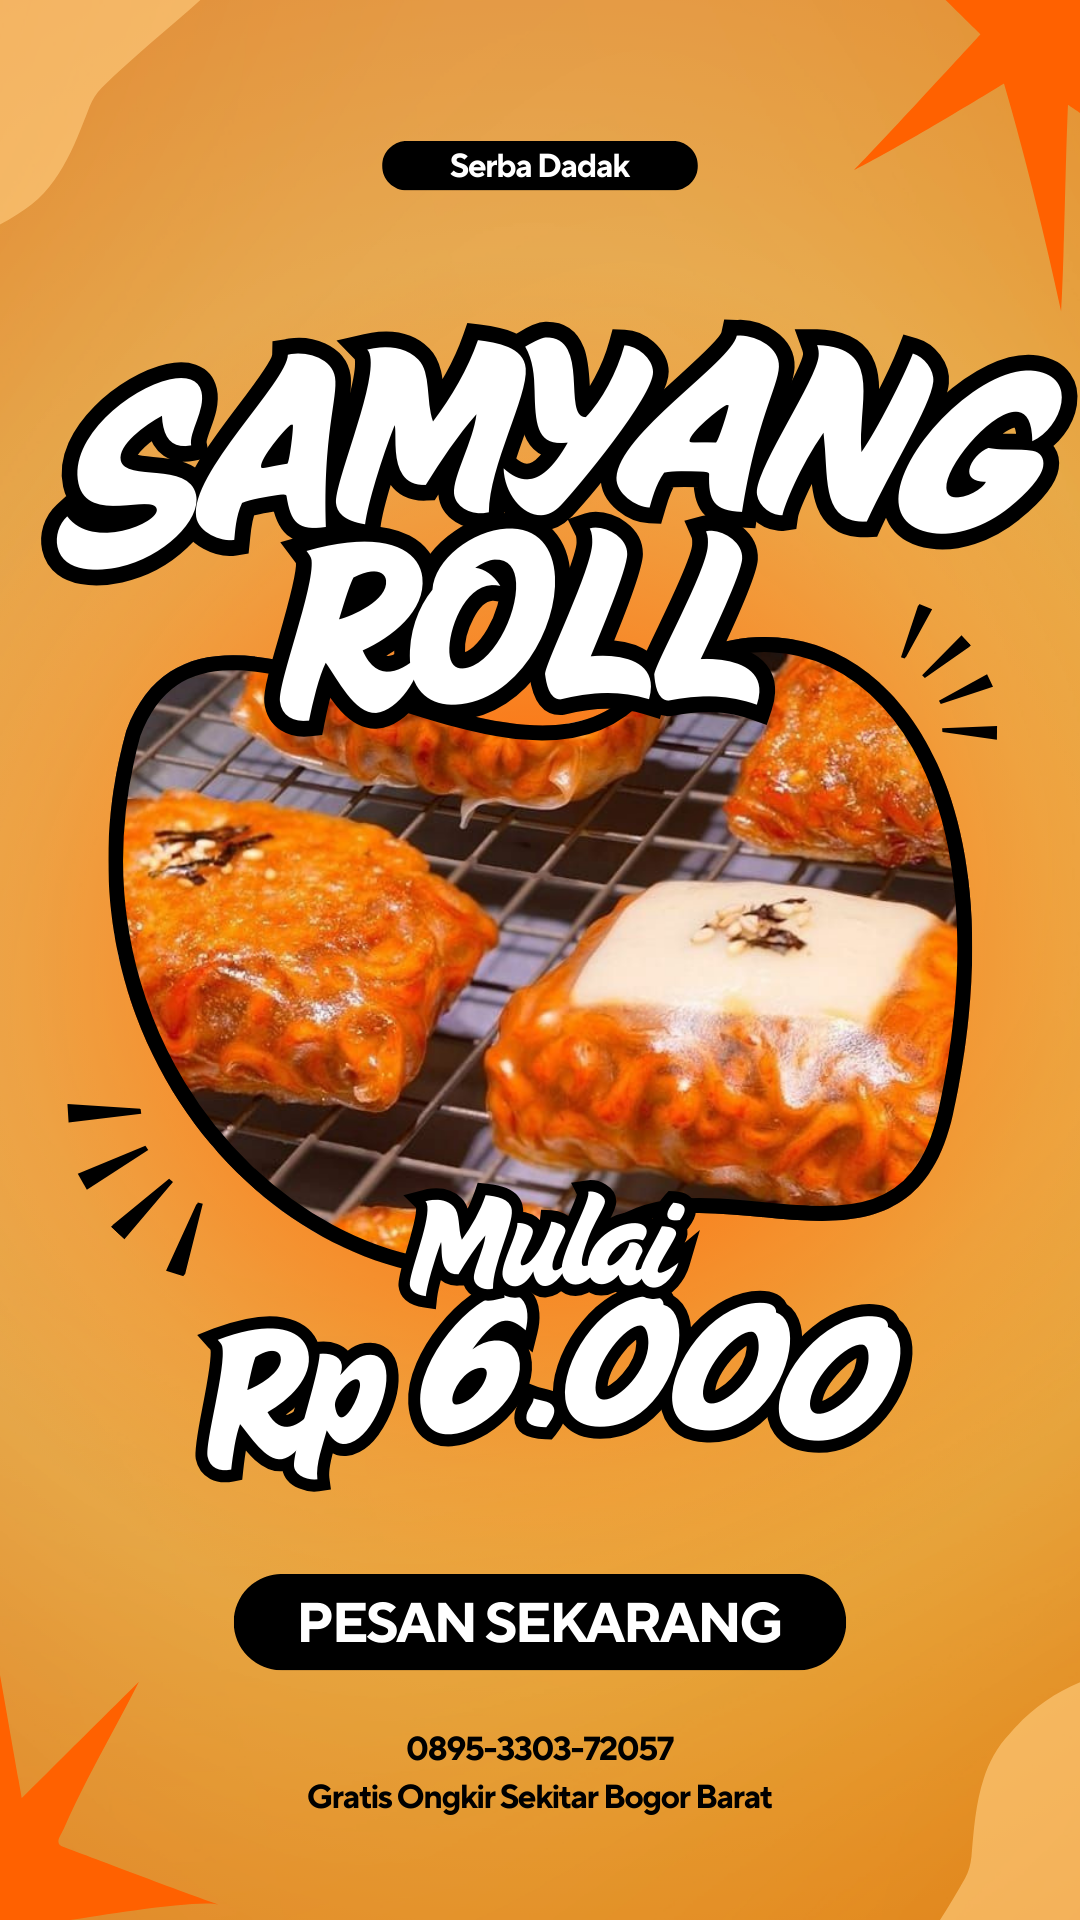 Serba Dadak
SAMYANG
ROLL
Mulai
Rp 6.000
PESAN SEKARANG
0895-3303-72057
Gratis Ongkir Sekitar Bogor Barat